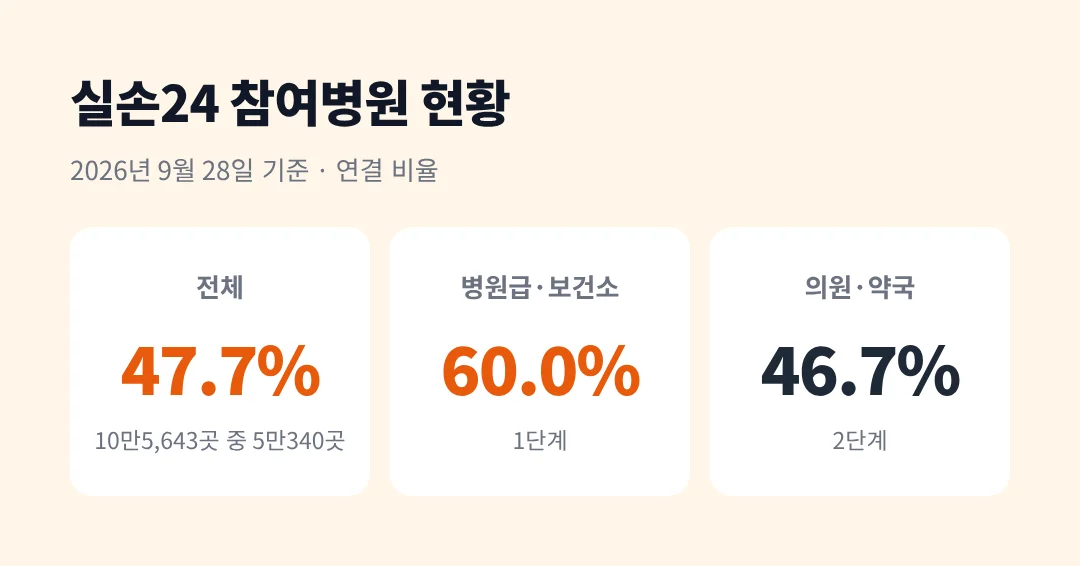 실손24 참여병원 현황
2026년 9월 28일 기준 · 연결 비율
전체
47.7%
10만5,643곳 중 5만340곳
병원급·보건소
60.0%
1단계
의원·약국
46.7%
2단계